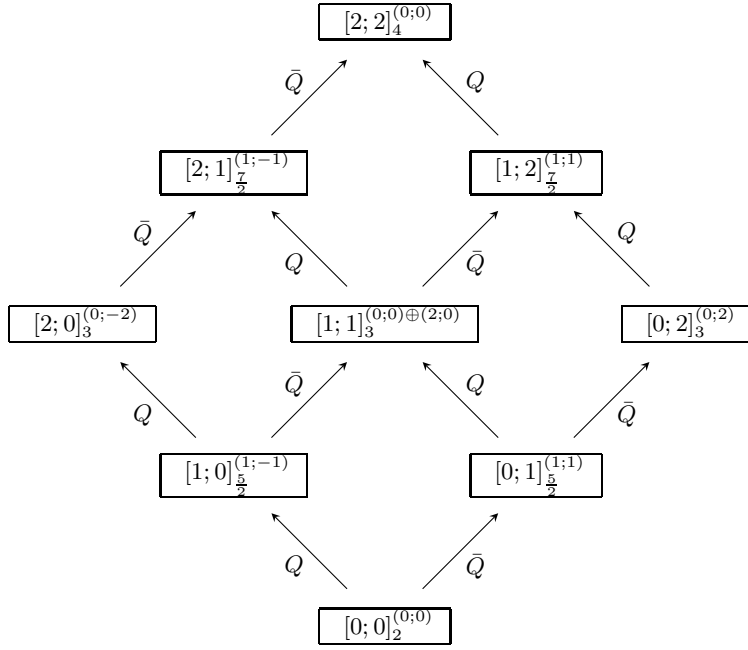 [2; 2]_4^{(0;0)}
\bar{Q} Q
[2; 1]_{\frac{7}{2}}^{(1;-1)} [1; 2]_{\frac{7}{2}}^{(1;1)}
\bar{Q} Q \bar{Q} Q
[2; 0]_3^{(0;-2)} [1; 1]_3^{(0;0)⊕(2;0)} [0; 2]_3^{(0;2)}
Q \bar{Q} Q \bar{Q}
[1; 0]_{\frac{5}{2}}^{(1;-1)} [0; 1]_{\frac{5}{2}}^{(1;1)}
Q \bar{Q}
[0; 0]_2^{(0;0)}